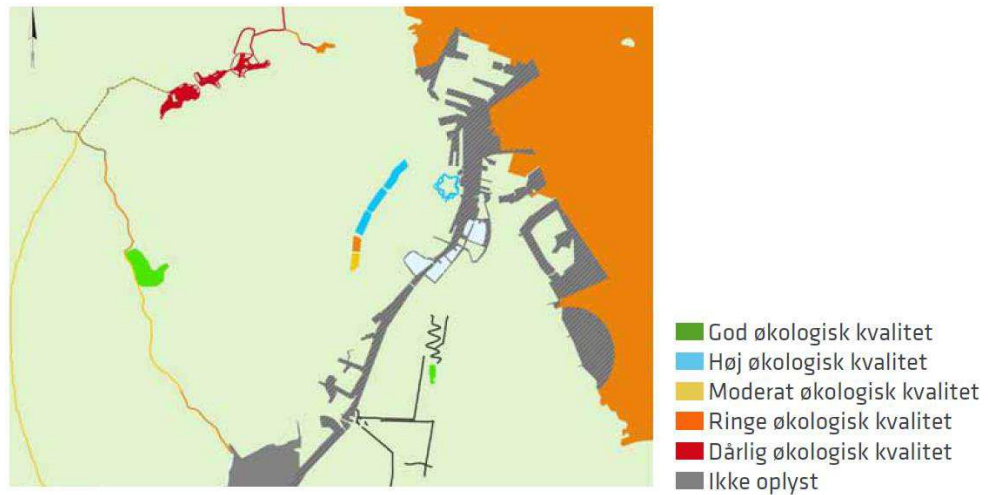 God økologisk kvalitet
Høj økologisk kvalitet
Moderat økologisk kvalitet
Ringe økologisk kvalitet
Dårlig økologisk kvalitet
Ikke oplyst